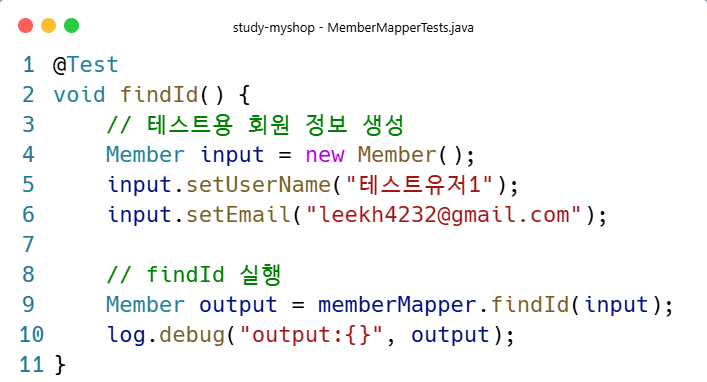 study-myshop - MemberMapperTests.java
1 @Test
2 void findId() {
3     // 테스트용 회원 정보 생성
4     Member input = new Member();
5     input.setUserName("테스트유저1");
6     input.setEmail("leekh4232@gmail.com");
7
8     // findId 실행
9     Member output = memberMapper.findId(input);
10     log.debug("output:{}", output);
11 }